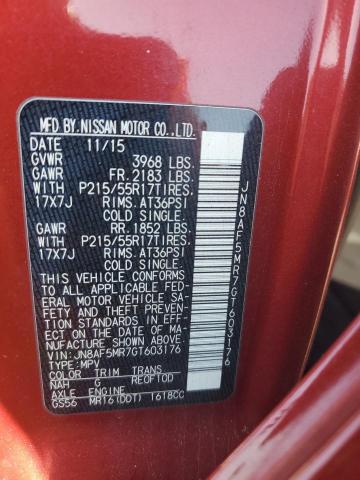 MFD.BY.NISSAN MOTOR CO.,LTD.
11/15
GVWR 3968 LBS.
GAWR FR. 2183 LBS.
WITH P215/55R17TIRES.
17X7J RIMS. AT36PSI
COLD SINGLE.
GAWR RR. 1852 LBS.
WITH P215/55R17TIRES.
17X7J RIMS. AT36PSI
COLD SINGLE.
THIS VEHICLE CONFORMS
TO ALL APPLICABLE FED-
ERAL MOTOR VEHICLE SA-
FETY AND THEFT PREVEN-
TION STANDARDS IN EFF-
ECT ON THE DATE OF MA-
NUFACTURE SHOWN ABOVE.
VIN: JN8AF5MR7GT603176
TYPE:MPV
COLOR TRIM TRANS
NAH G RE0F10D
AXLE ENGINE
GS56 MR16(DDT) 1618CC
JN8AF5MR7GT603176